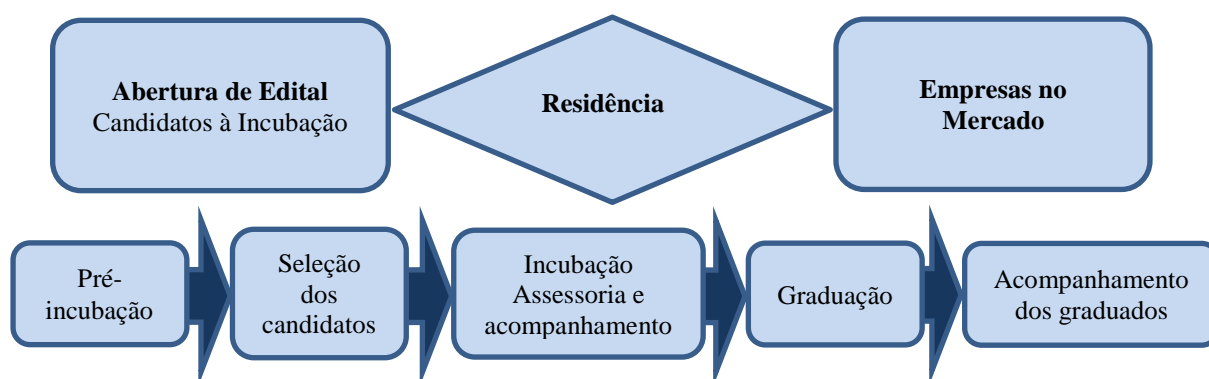 Abertura de Edital
Candidatos à Incubação
Residência
Empresas no
Mercado
Pré-
incubação
Seleção
dos
candidatos
Incubação
Assessoria e
acompanhamento
Graduação
Acompanhamento
dos graduados